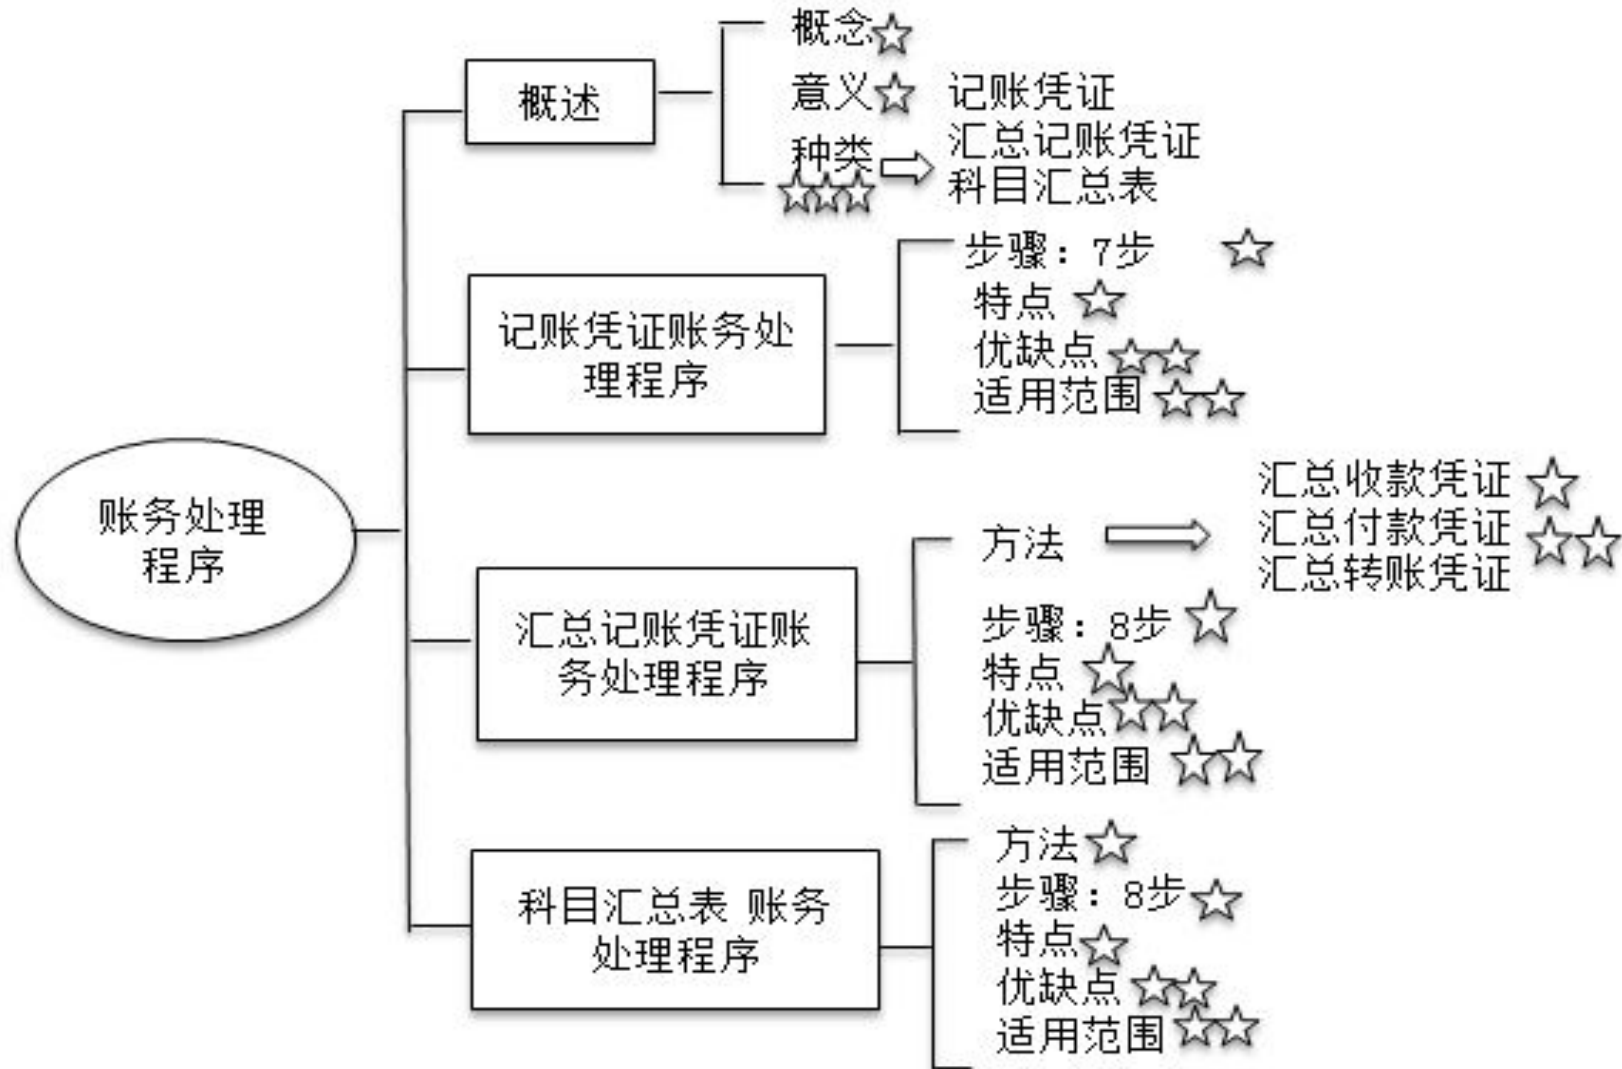 账务处理
程序
概述
概念
意义
种类
记账凭证
汇总记账凭证
科目汇总表
记账凭证账务处
理程序
步骤：7步
特点
优缺点
适用范围
汇总记账凭证账
务处理程序
方法
汇总收款凭证
汇总付款凭证
汇总转账凭证
步骤：8步
特点
优缺点
适用范围
科目汇总表 账务
处理程序
方法
步骤：8步
特点
优缺点
适用范围